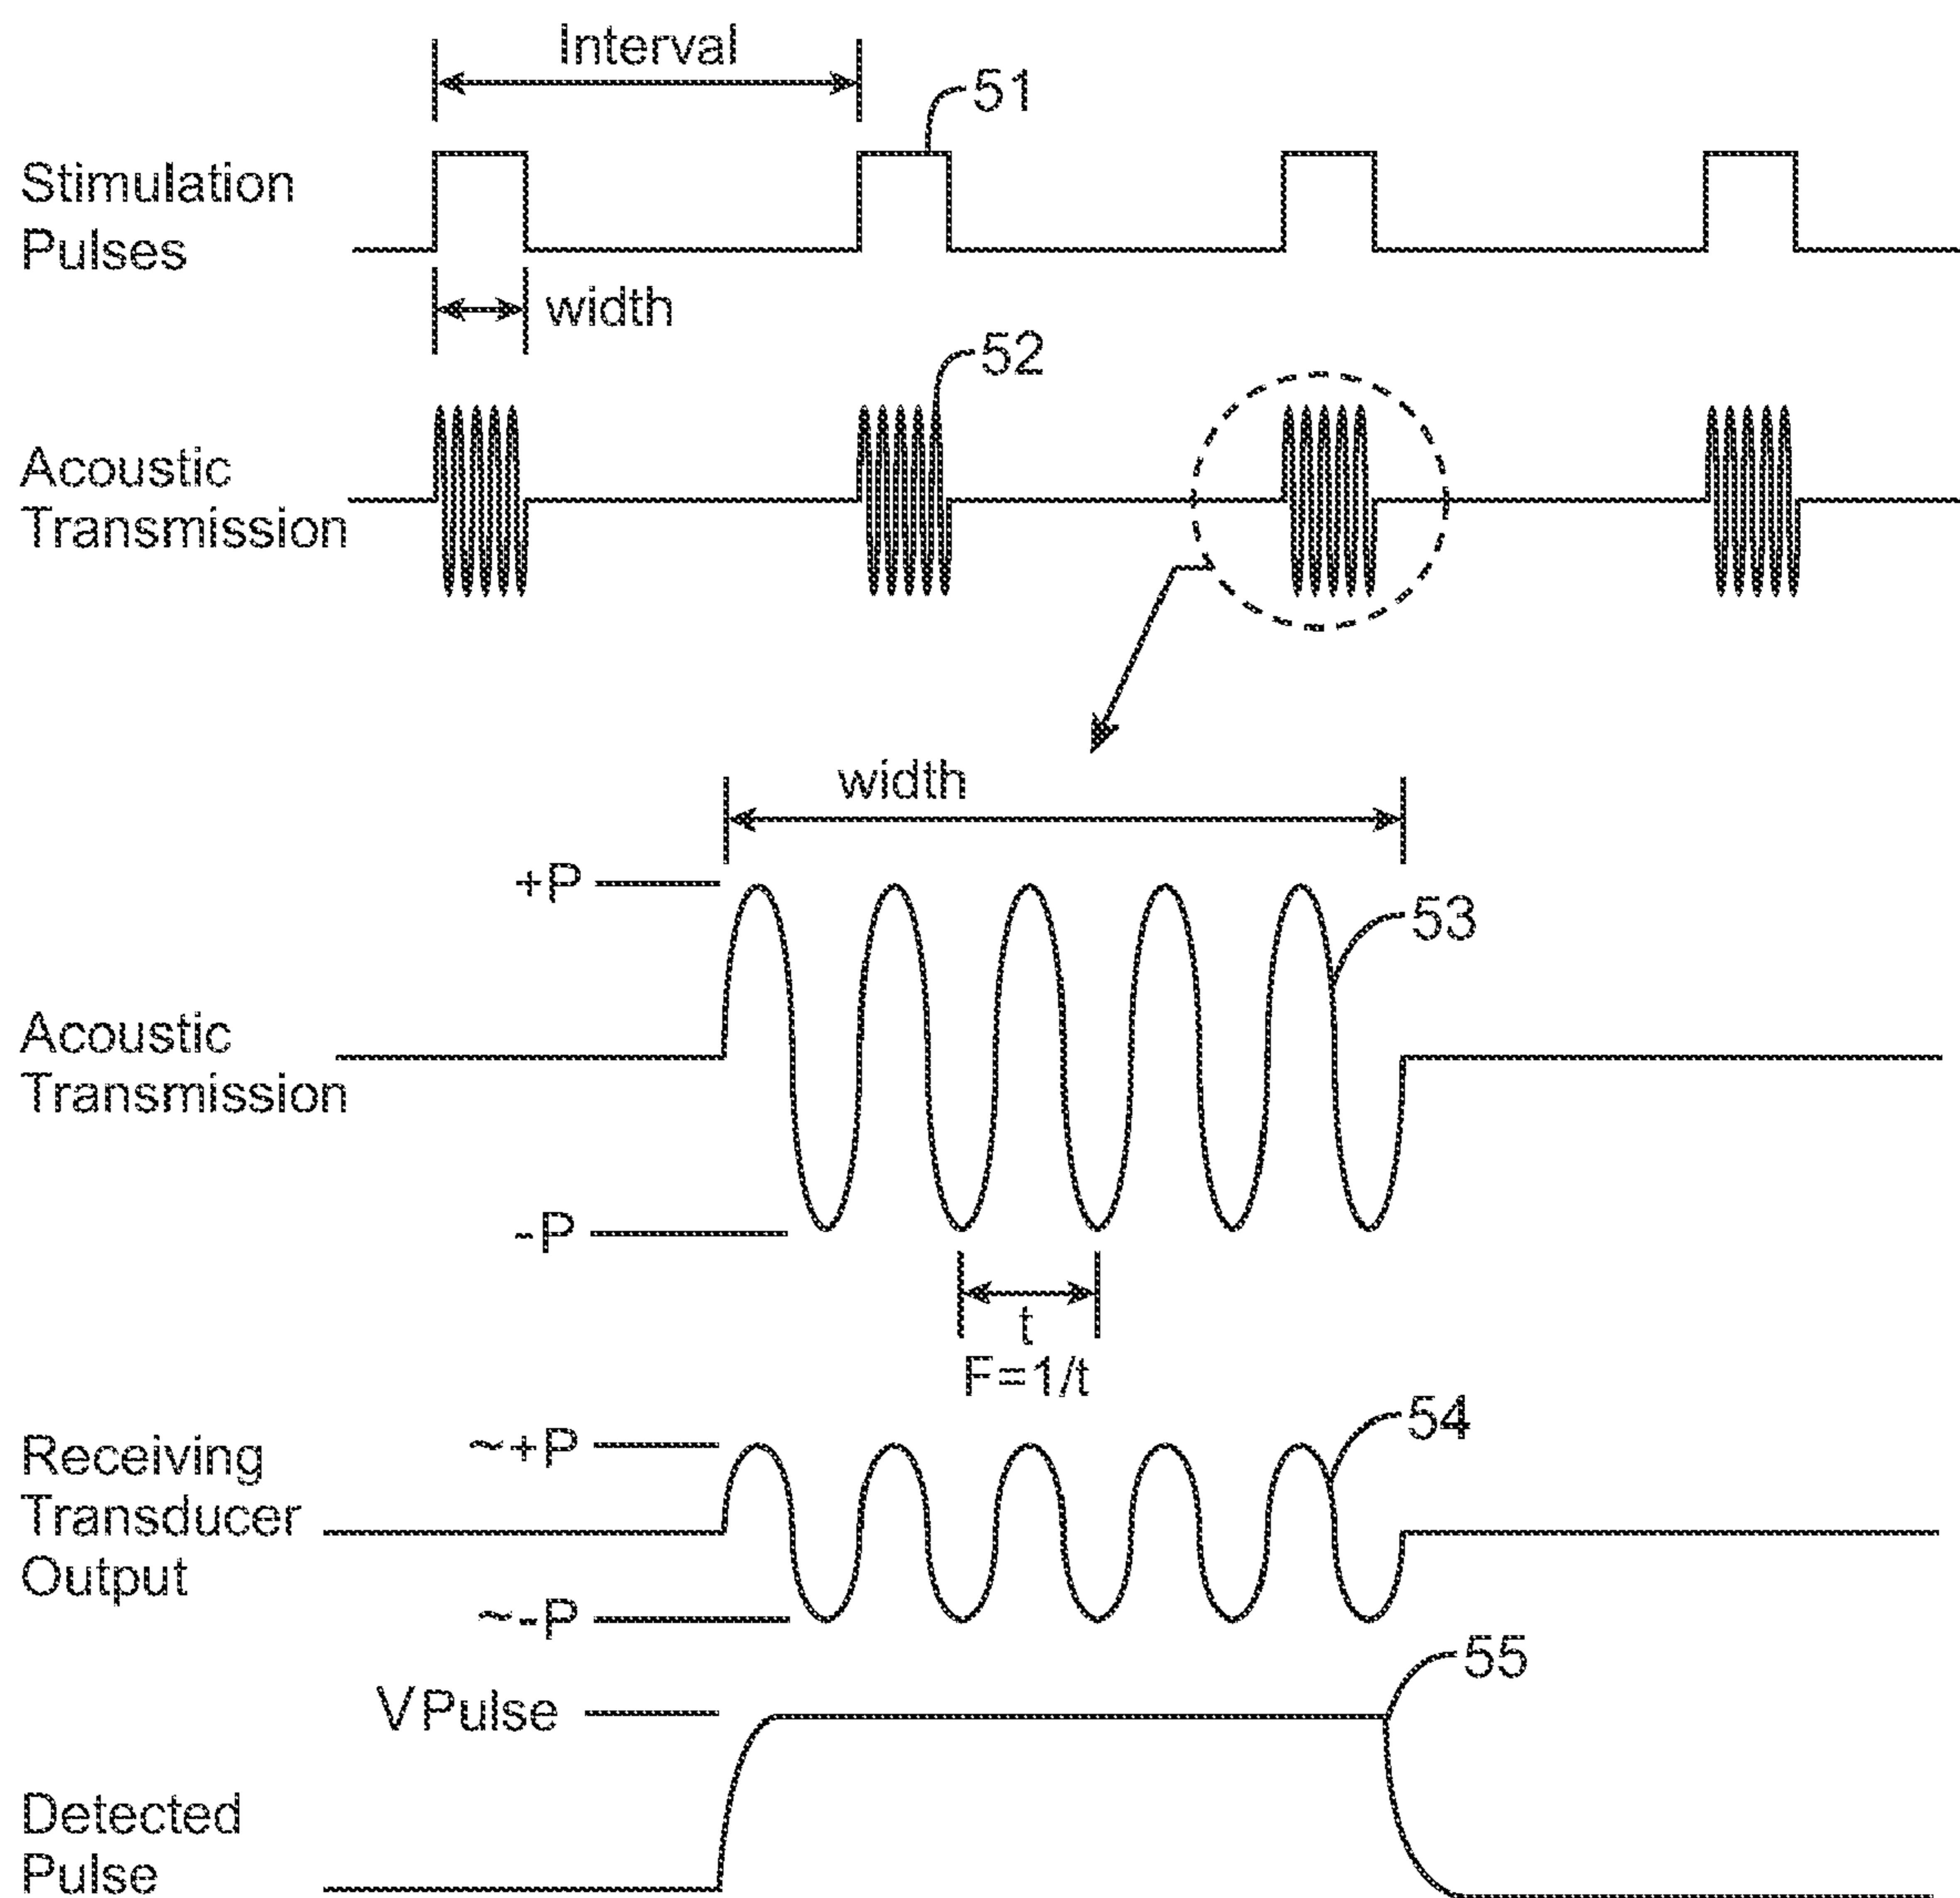 Interval
51
Stimulation
Pulses
width
52
Acoustic
Transmission
width
+P
53
Acoustic
Transmission
-P
t
F=1/t
54
~+P
Receiving
Transducer
Output
~-P
55
VPulse
Detected
Pulse